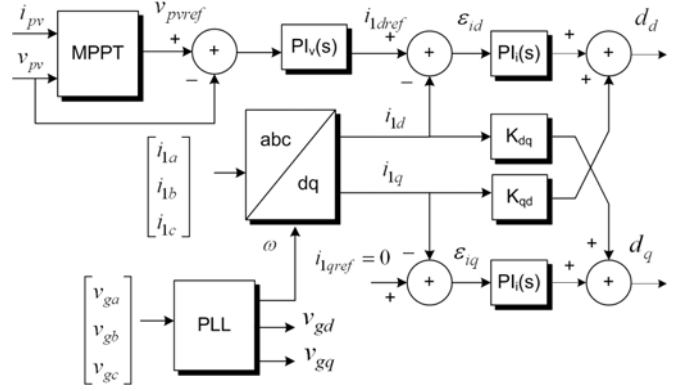 i_pv
v_pv
MPPT
v_pvref
+
−
+
PI_v(s)
i_1dref
+
−
+
ε_id
PI_i(s)
+
+
+
d_d
i_1a
i_1b
i_1c
abc
dq
i_1d
i_1q
K_dq
K_qd
ω
i_1qref = 0
−
+
+
ε_iq
PI_i(s)
+
+
+
d_q
v_ga
v_gb
v_gc
PLL
v_gd
v_gq